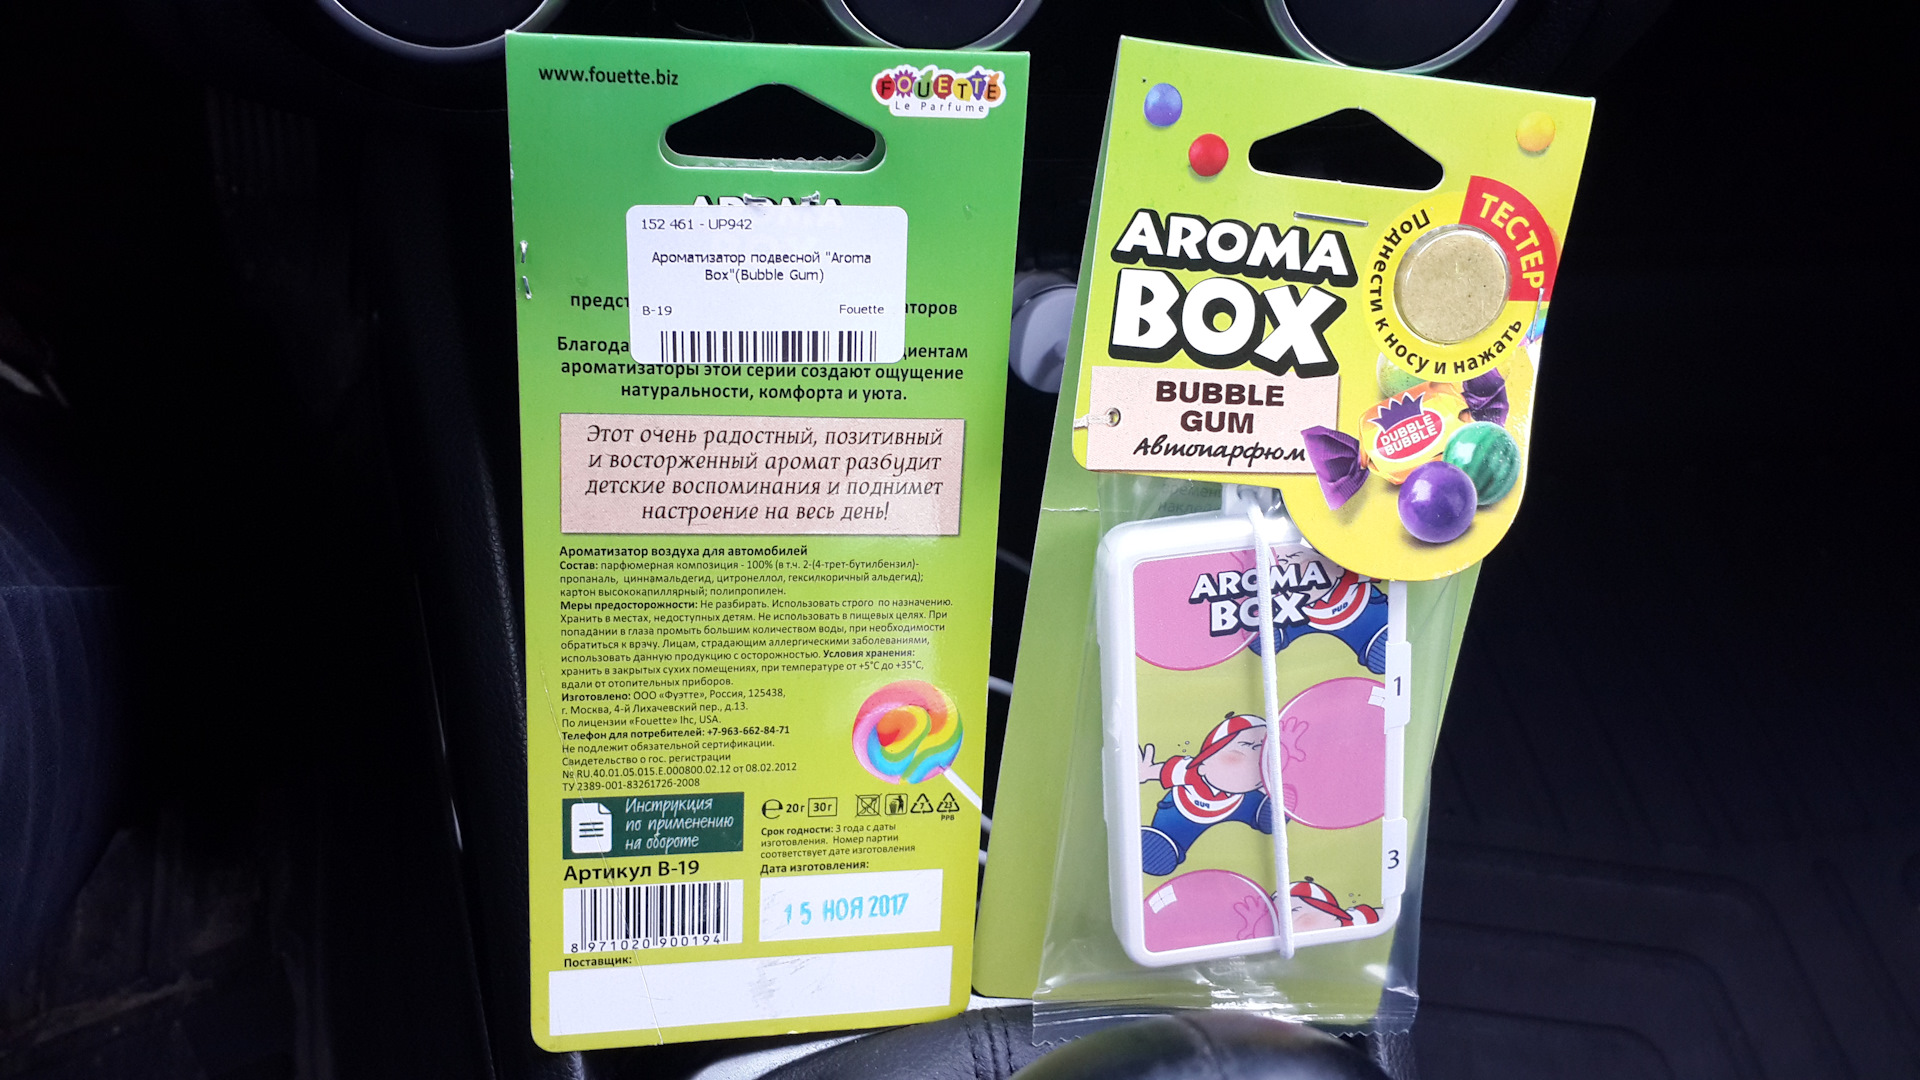 www.fouette.biz
FOUETTE
Le Parfume
152 461 - UP942
Ароматизатор подвесной "Aroma
Box"(Bubble Gum)
B-19
Fouette
ароматизаторы этой серии создают ощущение
натуральности, комфорта и уюта.
Этот очень радостный, позитивный
и восторженный аромат разбудит
детские воспоминания и поднимет
настроение на весь день!
Ароматизатор воздуха для автомобилей
Состав: парфюмерная композиция - 100% (в т.ч. 2-(4-трет-бутилбензил)-
пропаналь, циннамальдегид, цитронеллол, гексилкоричный альдегид);
картон высококапиллярный; полипропилен.
Меры предосторожности: Не разбирать. Использовать строго по назначению.
Хранить в местах, недоступных детям. Не использовать в пищевых целях. При
попадании в глаза промыть большим количеством воды, при необходимости
обратиться к врачу. Лицам, страдающим аллергическими заболеваниями,
использовать данную продукцию с осторожностью. Условия хранения:
хранить в закрытых сухих помещениях, при температуре от +5°С до +35°С,
вдали от отопительных приборов.
Изготовлено: ООО «Фуэтте», Россия, 125438,
г. Москва, 4-й Лихачевский пер., д.13.
По лицензии «Fouette» Ihc, USA.
Телефон для потребителей: +7-963-662-84-71
Не подлежит обязательной сертификации.
Свидетельство о гос. регистрации
№ RU.40.01.05.015.Е.000800.02.12 от 08.02.2012
ТУ 2389-001-83261726-2008
Инструкция
по применению
на обороте
℮ 20г 30г
7
23
PPB
Срок годности: 3 года с даты
изготовления. Номер партии
соответствует дате изготовления
Артикул В-19
Дата изготовления:
15 НОЯ 2017
8 971020 900194
Поставщик:
ТЕСТЕР
Поднести к носу и нажать
AROMA
BOX
BUBBLE
GUM
Автопарфюм
DUBBLE
BUBBLE
AROMA
BOX
PUD
1
PUD
3